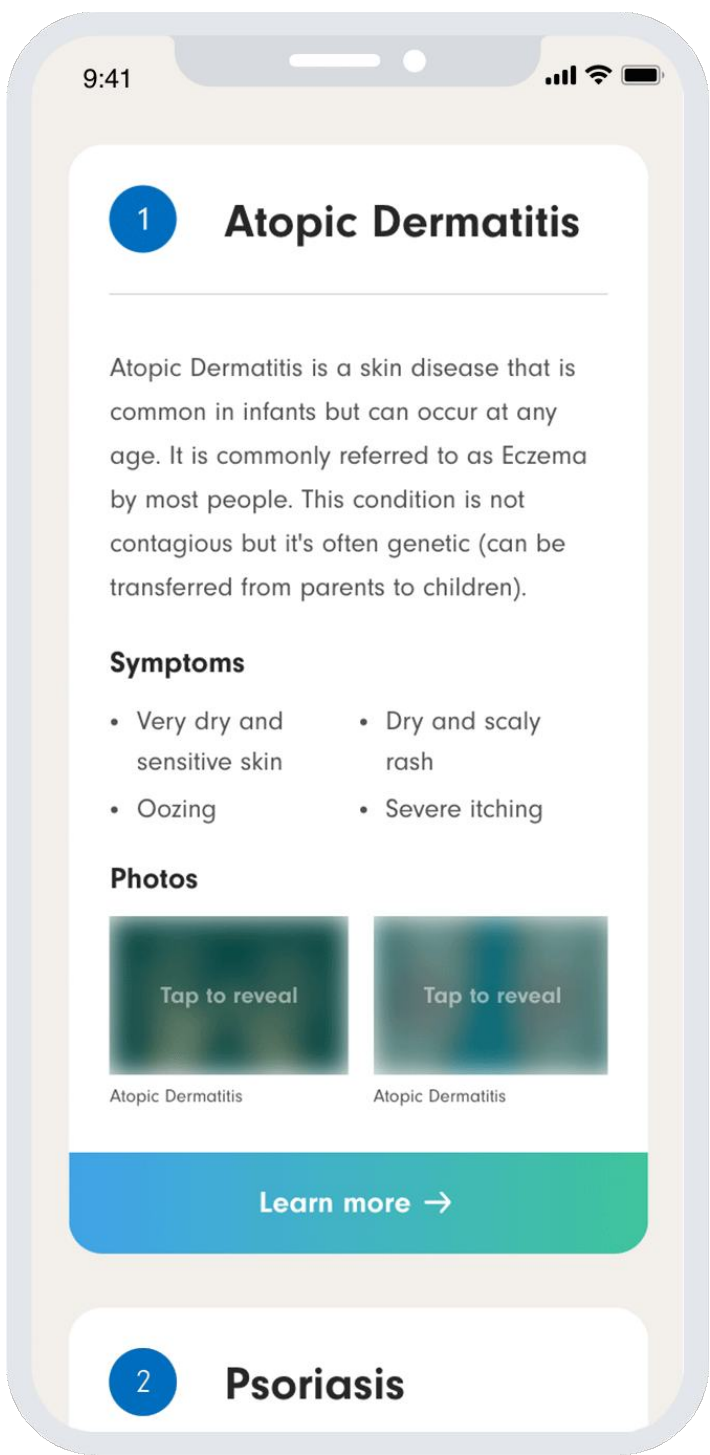 9:41
1
Atopic Dermatitis
Atopic Dermatitis is a skin disease that is
common in infants but can occur at any
age. It is commonly referred to as Eczema
by most people. This condition is not
contagious but it's often genetic (can be
transferred from parents to children).
Symptoms
• Very dry and
sensitive skin
• Oozing
• Dry and scaly
rash
• Severe itching
Photos
Tap to reveal
Atopic Dermatitis
Tap to reveal
Atopic Dermatitis
Learn more →
2
Psoriasis